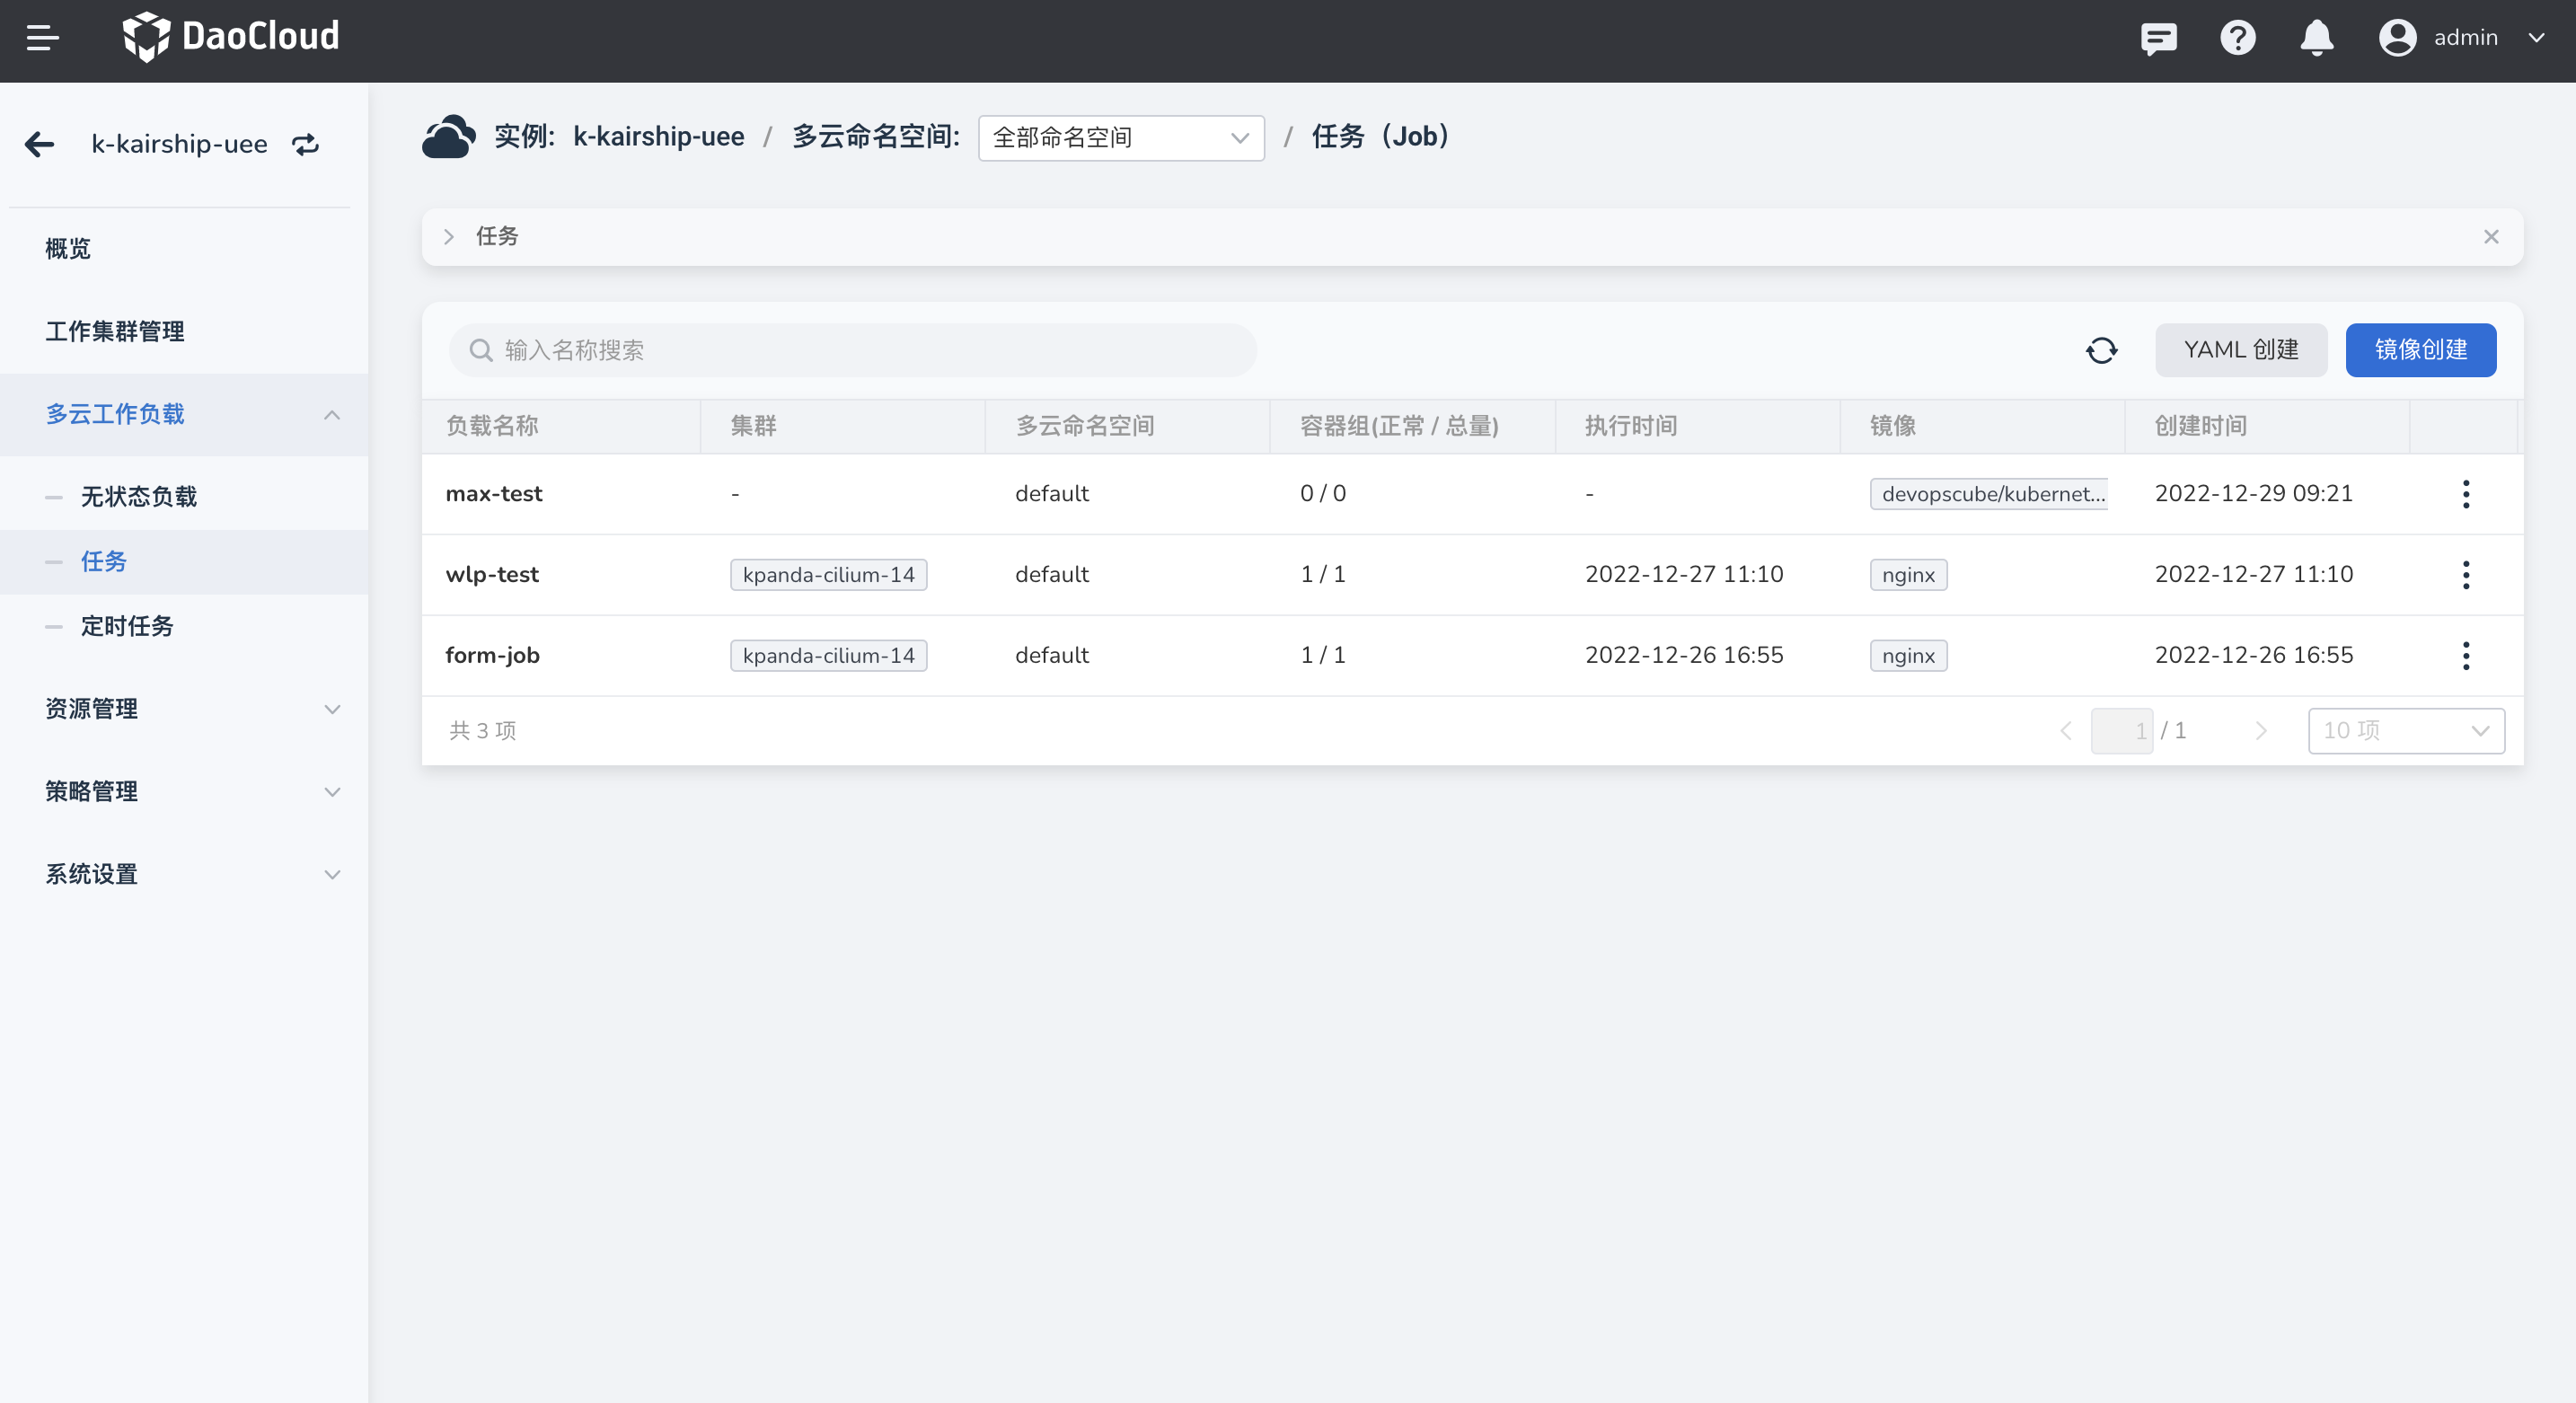 DaoCloud
admin
k-kairship-uee
概览
工作集群管理
多云工作负载
无状态负载
任务
定时任务
资源管理
策略管理
系统设置
实例: k-kairship-uee / 多云命名空间: 全部命名空间 / 任务（Job）
任务
输入名称搜索
YAML 创建
镜像创建
负载名称 集群 多云命名空间 容器组(正常 / 总量) 执行时间 镜像 创建时间
max-test - default 0 / 0 - devopscube/kubernet... 2022-12-29 09:21
wlp-test kpanda-cilium-14 default 1 / 1 2022-12-27 11:10 nginx 2022-12-27 11:10
form-job kpanda-cilium-14 default 1 / 1 2022-12-26 16:55 nginx 2022-12-26 16:55
共 3 项 1 / 1 10 项